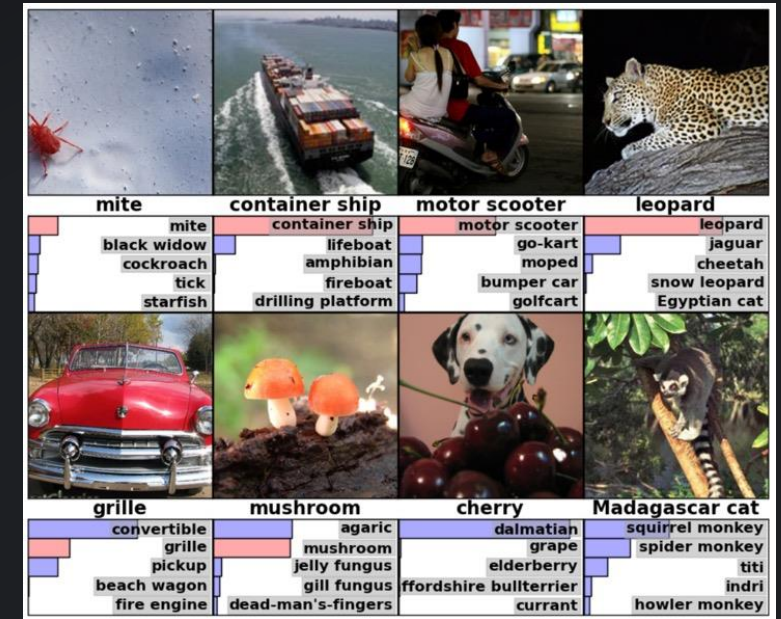 mite
container ship
motor scooter
leopard
mite
black widow
cockroach
tick
starfish
container ship
lifeboat
amphibian
fireboat
drilling platform
motor scooter
go-kart
moped
bumper car
golfcart
leopard
jaguar
cheetah
snow leopard
Egyptian cat
grille
mushroom
cherry
Madagascar cat
convertible
grille
pickup
beach wagon
fire engine
agaric
mushroom
jelly fungus
gill fungus
dead-man's-fingers
dalmatian
grape
elderberry
ffordshire bullterrier
currant
squirrel monkey
spider monkey
titi
indri
howler monkey